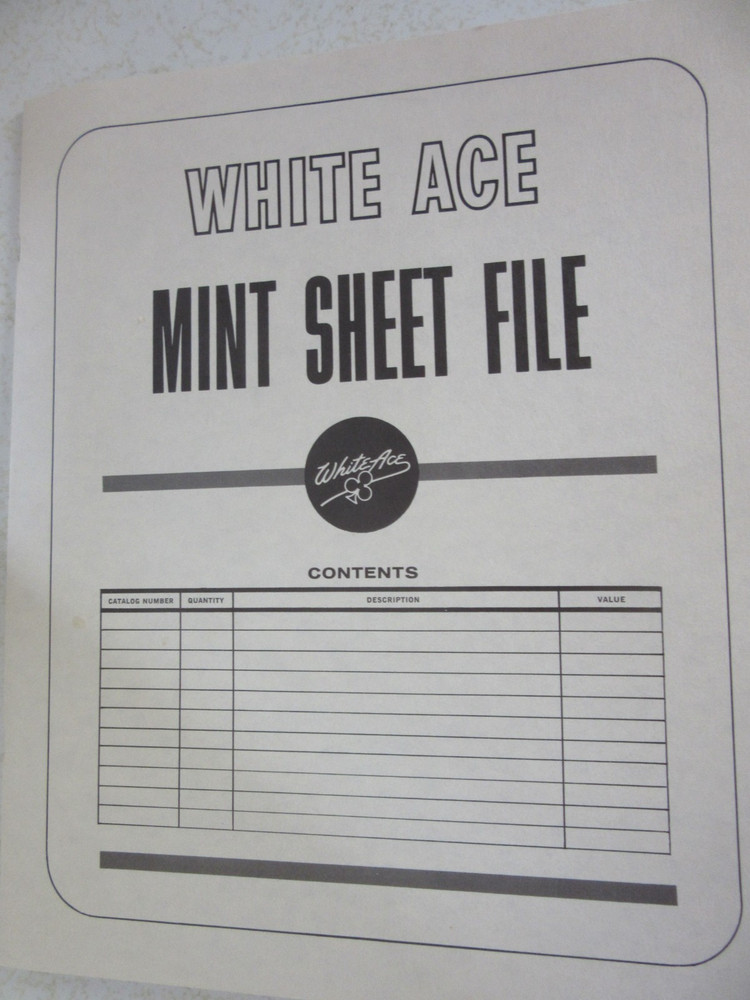 WHITE ACE
MINT SHEET FILE
White Ace
CONTENTS
CATALOG NUMBER QUANTITY DESCRIPTION VALUE